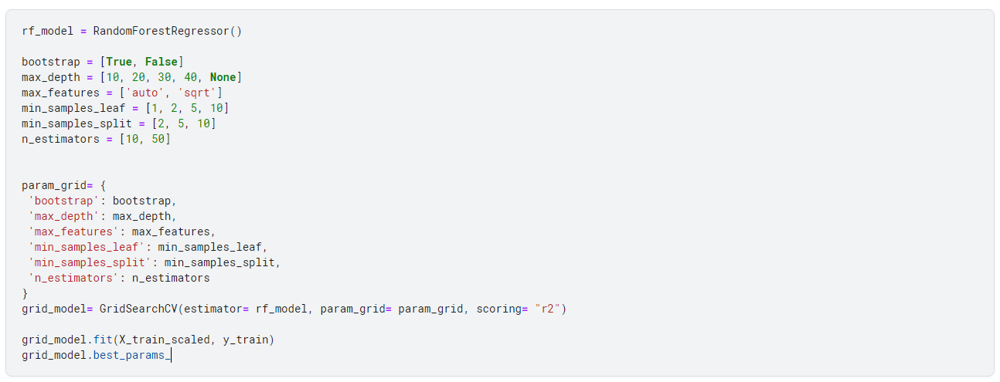 rf_model = RandomForestRegressor()
bootstrap = [True, False]
max_depth = [10, 20, 30, 40, None]
max_features = ['auto', 'sqrt']
min_samples_leaf = [1, 2, 5, 10]
min_samples_split = [2, 5, 10]
n_estimators = [10, 50]
param_grid= {
 'bootstrap': bootstrap,
 'max_depth': max_depth,
 'max_features': max_features,
 'min_samples_leaf': min_samples_leaf,
 'min_samples_split': min_samples_split,
 'n_estimators': n_estimators
}
grid_model= GridSearchCV(estimator= rf_model, param_grid= param_grid, scoring= "r2")
grid_model.fit(X_train_scaled, y_train)
grid_model.best_params_